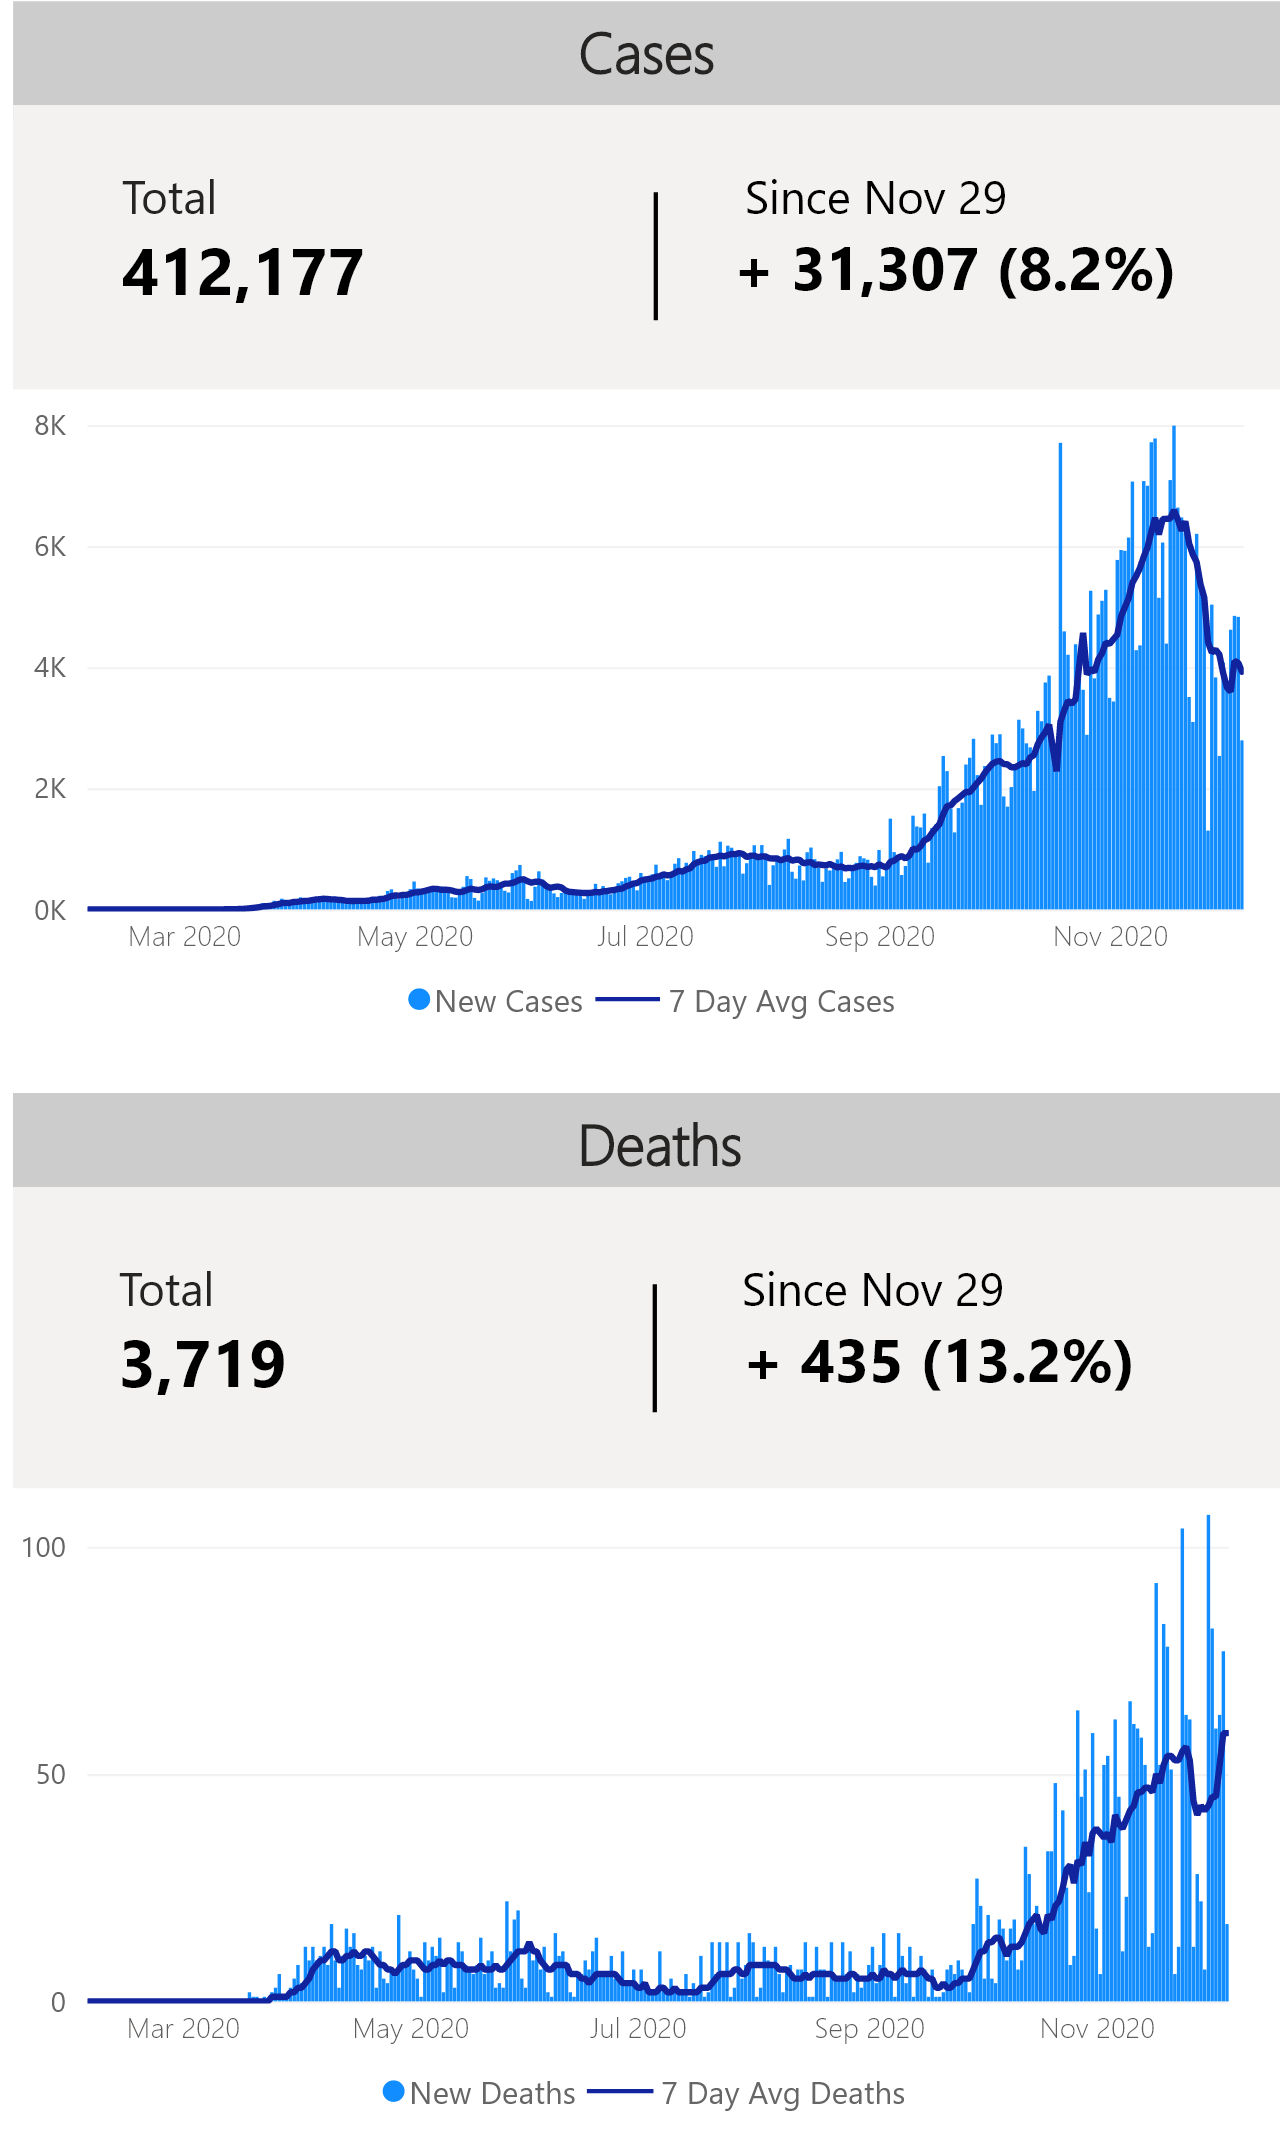 Cases
Total
Since Nov 29
412,177
+ 31,307 (8.2%)
8K
6K
4K
2K
0K
Mar 2020 May 2020 Jul 2020 Sep 2020 Nov 2020
New Cases 7 Day Avg Cases
Deaths
Total
Since Nov 29
3,719
+ 435 (13.2%)
100
50
0
Mar 2020 May 2020 Jul 2020 Sep 2020 Nov 2020
New Deaths 7 Day Avg Deaths